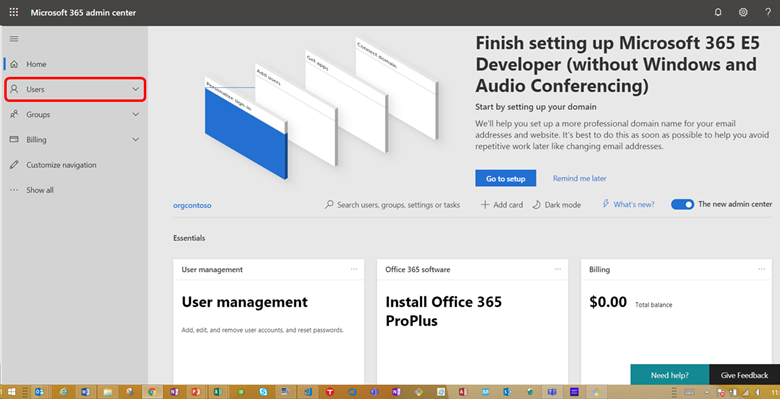 Microsoft 365 admin center
?
Home
Users
Groups
Billing
Customize navigation
Show all
Personalize sign-in
Add users
Get apps
Connect domain
Finish setting up Microsoft 365 E5
Developer (without Windows and
Audio Conferencing)
Start by setting up your domain
We'll help you set up a more professional domain name for your email
addresses and website. It's best to do this as soon as possible to help you avoid
repetitive work later like changing email addresses.
Go to setup
Remind me later
orgcontoso
Search users, groups, settings or tasks
Add card
Dark mode
What's new?
The new admin center
Essentials
User management
User management
Add, edit, and remove user accounts, and reset passwords.
Office 365 software
Install Office 365
ProPlus
Billing
$0.00 Total balance
Need help?
Give Feedback